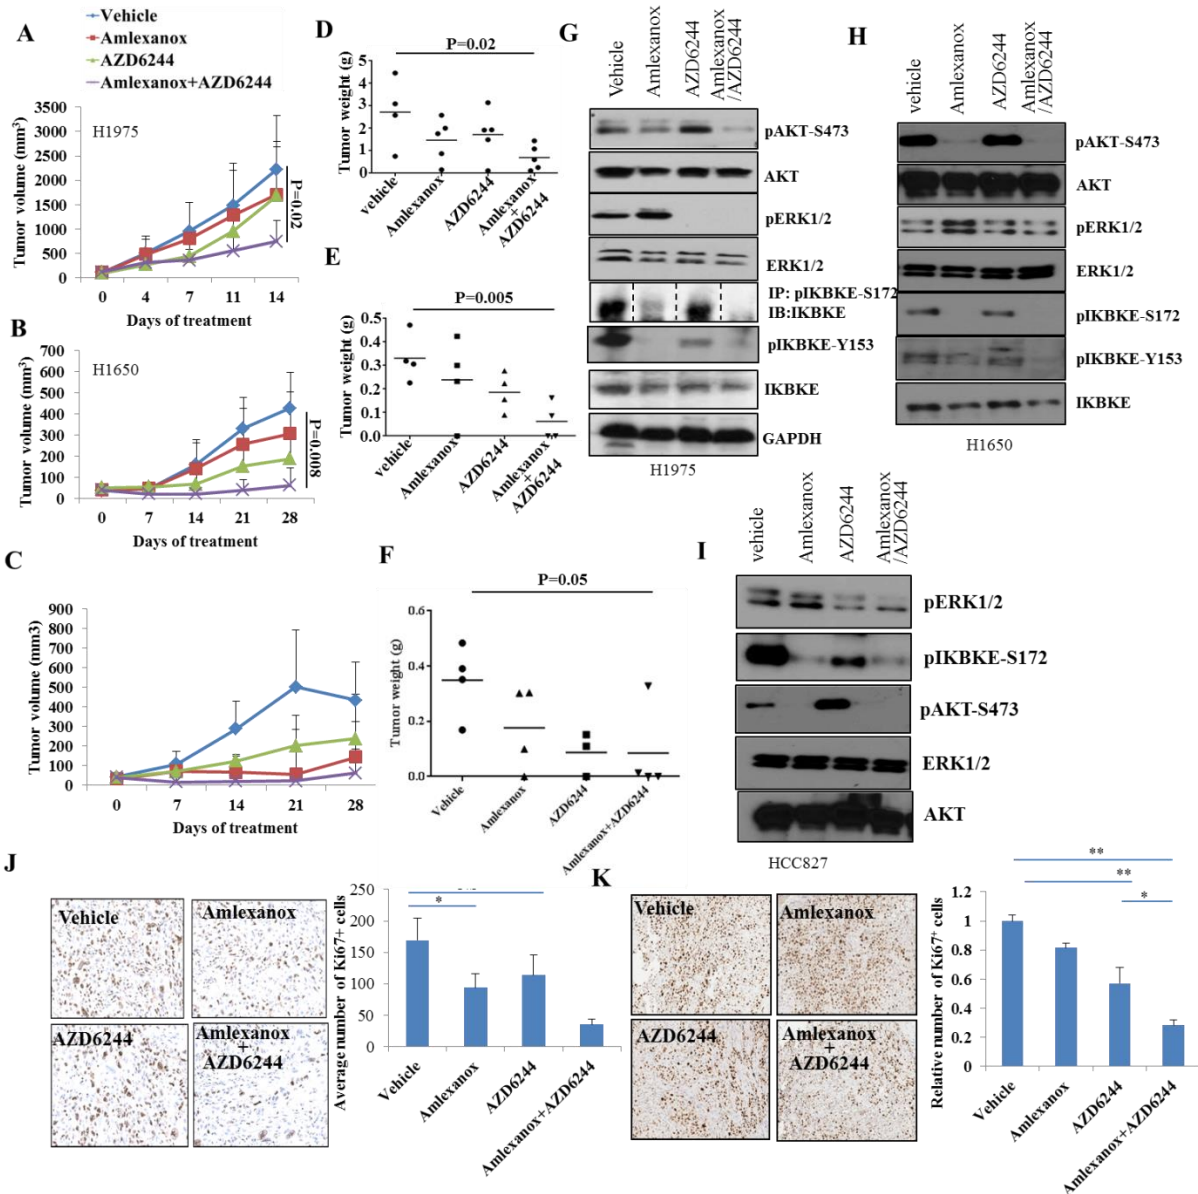 A
Vehicle
Amlexanox
AZD6244
Amlexanox+AZD6244
H1975
Tumor volume (mm³)
3500
3000
2500
2000
1500
1000
500
0
0 4 7 11 14
Days of treatment
P=0.02
B
H1650
Tumor volume (mm³)
700
600
500
400
300
200
100
0
0 7 14 21 28
Days of treatment
P=0.008
C
Tumor volume (mm3)
900
800
700
600
500
400
300
200
100
0
0 7 14 21 28
Days of treatment
D
P=0.02
Tumor weight (g)
5
4
3
2
1
0
vehicle
Amlexanox
AZD6244
Amlexanox
+
AZD6244
E
P=0.005
Tumor weight (g)
0.5
0.4
0.3
0.2
0.1
0.0
vehicle
Amlexanox
AZD6244
Amlexanox
+
AZD6244
F
P=0.05
Tumor weight (g)
0.6
0.4
0.2
0.0
Vehicle
Amlexanox
AZD6244
Amlexanox+AZD6244
G
Vehicle
Amlexanox
AZD6244
Amlexanox
/AZD6244
pAKT-S473
AKT
pERK1/2
ERK1/2
IP: pIKBKE-S172
IB:IKBKE
pIKBKE-Y153
IKBKE
GAPDH
H1975
H
vehicle
Amlexanox
AZD6244
Amlexanox
/AZD6244
pAKT-S473
AKT
pERK1/2
ERK1/2
pIKBKE-S172
pIKBKE-Y153
IKBKE
H1650
I
vehicle
Amlexanox
AZD6244
Amlexanox
/AZD6244
pERK1/2
pIKBKE-S172
pAKT-S473
ERK1/2
AKT
HCC827
J
Vehicle
Amlexanox
AZD6244
Amlexanox
+
AZD6244
Average number of Ki67+ cells
250
200
150
100
50
0
*
Vehicle
Amlexanox
AZD6244
Amlexanox+AZD6244
K
Vehicle
Amlexanox
AZD6244
Amlexanox
+
AZD6244
Relative number of Ki67⁺ cells
1.2
1
0.8
0.6
0.4
0.2
0
**
**
*
Vehicle
Amlexanox
AZD6244
Amlexanox+AZD6244